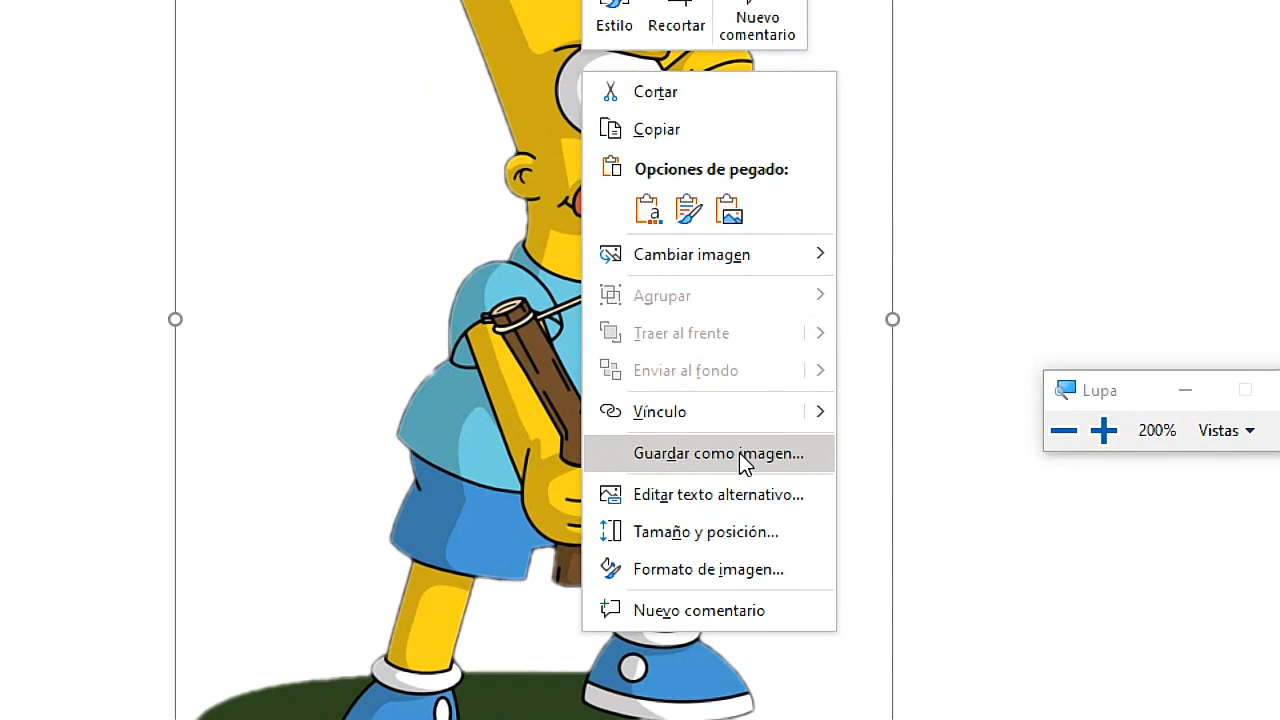 Estilo
Recortar
Nuevo
comentario
Cortar
Copiar
Opciones de pegado:
a
Cambiar imagen
Agrupar
Traer al frente
Enviar al fondo
Vínculo
Guardar como imagen...
Editar texto alternativo...
Tamaño y posición...
Formato de imagen...
Nuevo comentario
Lupa
200%
Vistas